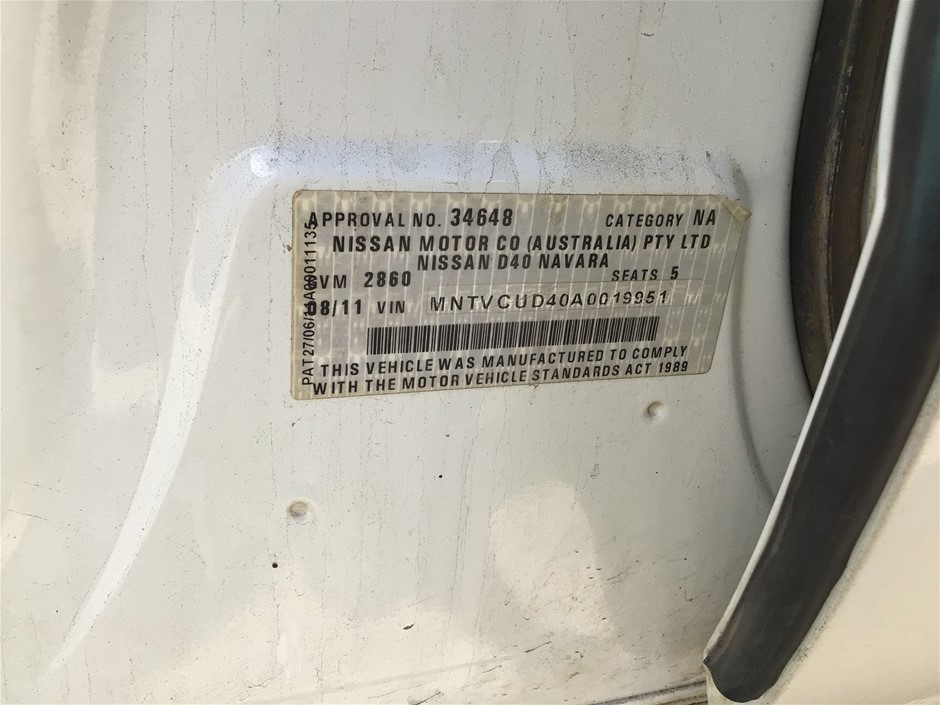 APPROVAL NO. 34648 CATEGORY NA
NISSAN MOTOR CO (AUSTRALIA) PTY LTD
NISSAN D40 NAVARA
VM 2860 SEATS 5
08/11 VIN MNTVCUD40A0019951
THIS VEHICLE WAS MANUFACTURED TO COMPLY
WITH THE MOTOR VEHICLE STANDARDS ACT 1989